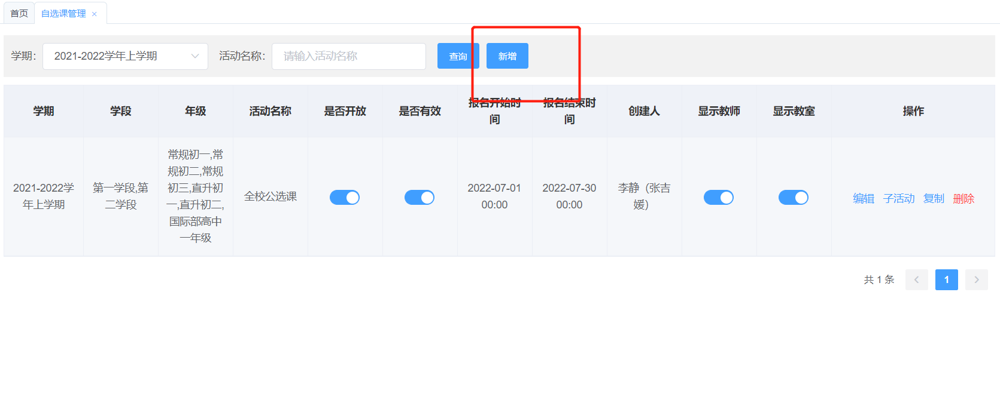 首页 自选课管理 ×
学期: 2021-2022学年上学期 活动名称: 请输入活动名称 查询 新增
学期 学段 年级 活动名称 是否开放 是否有效 报名开始时间 报名结束时间 创建人 显示教师 显示教室 操作
2021-2022学
年上学期
第一学段,第
二学段
常规初一,常
规初二,常规
初三,直升初
一,直升初二,
国际部高中
一年级
全校公选课
2022-07-01
00:00
2022-07-30
00:00
李静（张吉
媛）
编辑 子活动 复制 删除
共 1 条 < 1 >